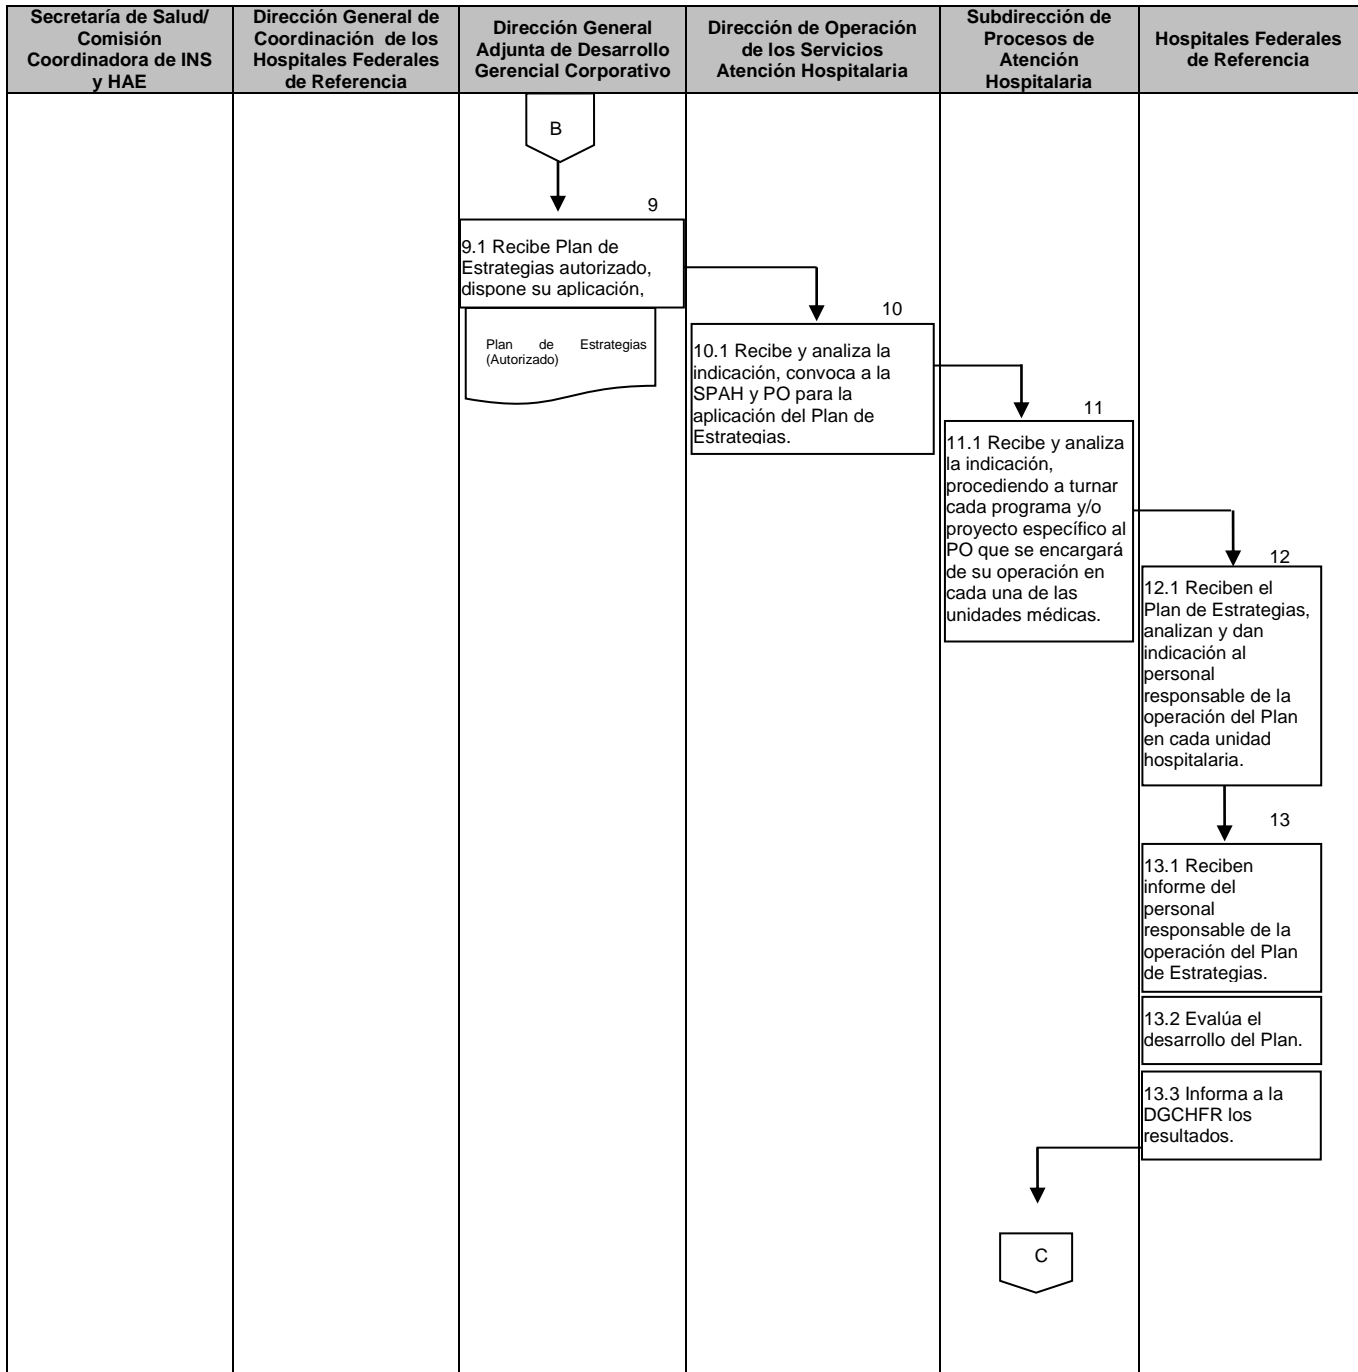 Secretaría de Salud/
Comisión
Coordinadora de INS
y HAE
Dirección General de
Coordinación de los
Hospitales Federales
de Referencia
Dirección General
Adjunta de Desarrollo
Gerencial Corporativo
Dirección de Operación
de los Servicios
Atención Hospitalaria
Subdirección de
Procesos de
Atención
Hospitalaria
Hospitales Federales
de Referencia
B
9
9.1 Recibe Plan de
Estrategias autorizado,
dispone su aplicación,
Plan de Estrategias
(Autorizado)
10
10.1 Recibe y analiza la
indicación, convoca a la
SPAH y PO para la
aplicación del Plan de
Estrategias.
11
11.1 Recibe y analiza
la indicación,
procediendo a turnar
cada programa y/o
proyecto específico al
PO que se encargará
de su operación en
cada una de las
unidades médicas.
12
12.1 Reciben el
Plan de Estrategias,
analizan y dan
indicación al
personal
responsable de la
operación del Plan
en cada unidad
hospitalaria.
13
13.1 Reciben
informe del
personal
responsable de la
operación del Plan
de Estrategias.
13.2 Evalúa el
desarrollo del Plan.
13.3 Informa a la
DGCHFR los
resultados.
C